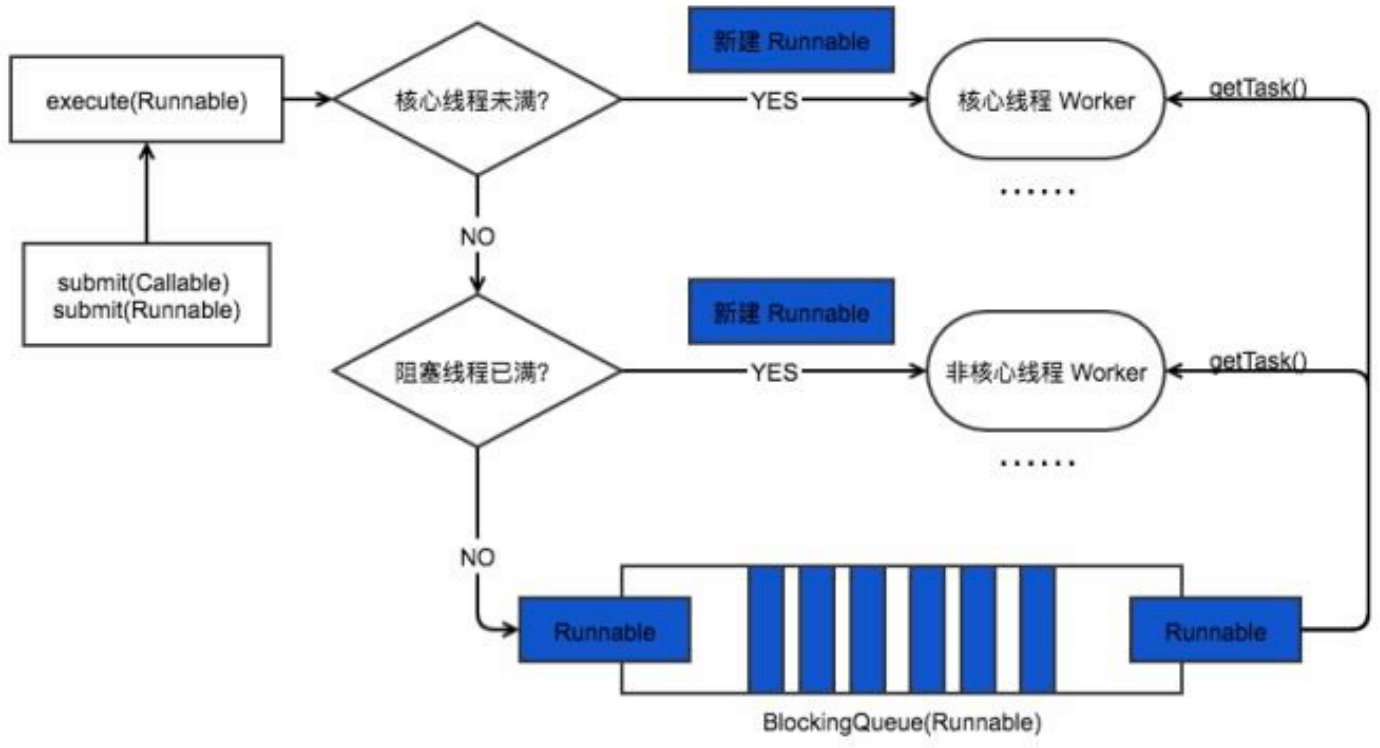 新建 Runnable
execute(Runnable)
核心线程未满?
YES
核心线程 Worker
getTask()
......
NO
submit(Callable)
submit(Runnable)
新建 Runnable
阻塞线程已满?
YES
非核心线程 Worker
getTask()
......
NO
Runnable
Runnable
BlockingQueue(Runnable)